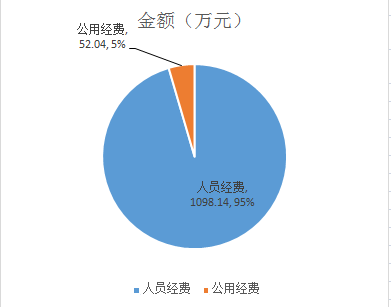 金额（万元）
公用经费,
52.04, 5%
人员经费,
1098.14, 95%
人员经费
公用经费